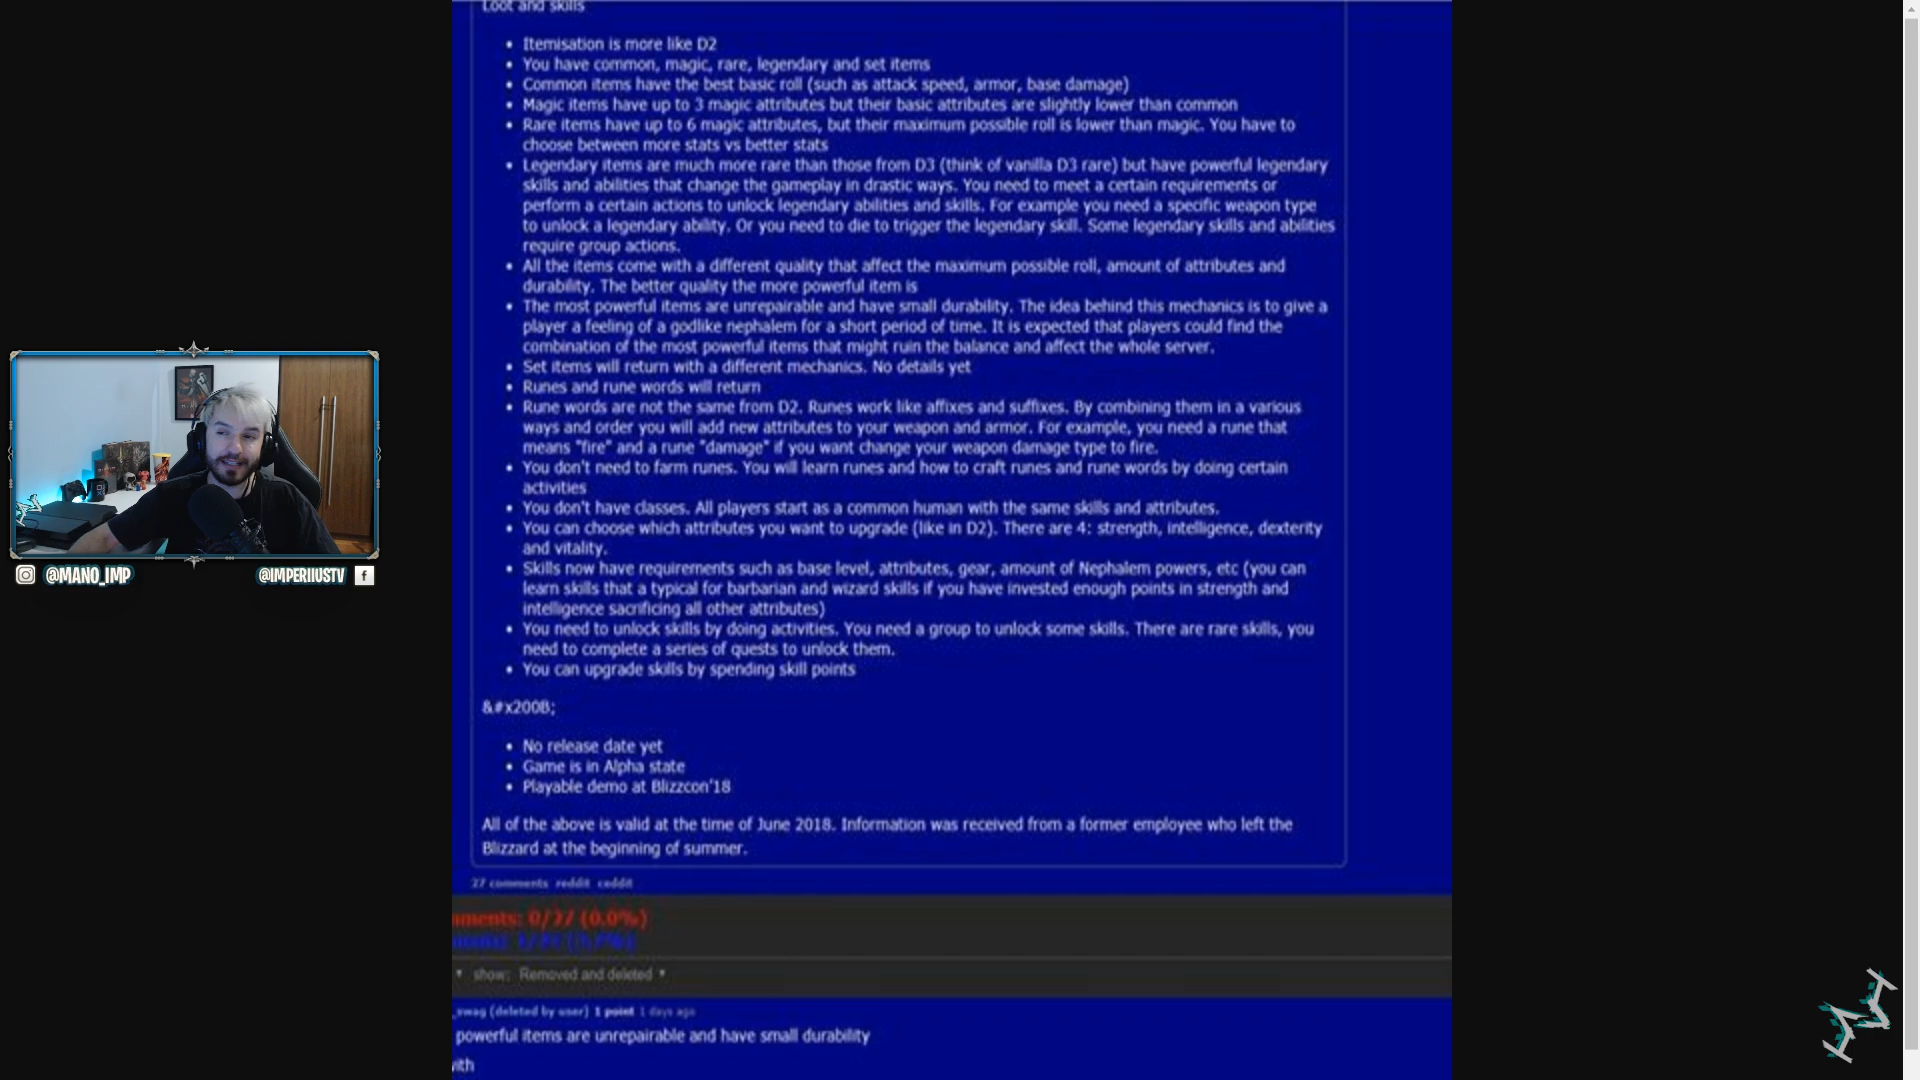 Loot and skills
• Itemisation is more like D2
• You have common, magic, rare, legendary and set items
• Common items have the best basic roll (such as attack speed, armor, base damage)
• Magic items have up to 3 magic attributes but their basic attributes are slightly lower than common
• Rare items have up to 6 magic attributes, but their maximum possible roll is lower than magic. You have to
choose between more stats vs better stats
• Legendary items are much more rare than those from D3 (think of vanilla D3 rare) but have powerful legendary
skills and abilities that change the gameplay in drastic ways. You need to meet a certain requirements or
perform a certain actions to unlock legendary abilities and skills. For example you need a specific weapon type
to unlock a legendary ability. Or you need to die to trigger the legendary skill. Some legendary skills and abilities
require group actions.
• All the items come with a different quality that affect the maximum possible roll, amount of attributes and
durability. The better quality the more powerful item is
• The most powerful items are unrepairable and have small durability. The idea behind this mechanics is to give a
player a feeling of a godlike nephalem for a short period of time. It is expected that players could find the
combination of the most powerful items that might ruin the balance and affect the whole server.
• Set items will return with a different mechanics. No details yet
• Runes and rune words will return
• Rune words are not the same from D2. Runes work like affixes and suffixes. By combining them in a various
ways and order you will add new attributes to your weapon and armor. For example, you need a rune that
means "fire" and a rune "damage" if you want change your weapon damage type to fire.
• You don't need to farm runes. You will learn runes and how to craft runes and rune words by doing certain
activities
• You don't have classes. All players start as a common human with the same skills and attributes.
• You can choose which attributes you want to upgrade (like in D2). There are 4: strength, intelligence, dexterity
and vitality.
• Skills now have requirements such as base level, attributes, gear, amount of Nephalem powers, etc (you can
learn skills that a typical for barbarian and wizard skills if you have invested enough points in strength and
intelligence sacrificing all other attributes)
• You need to unlock skills by doing activities. You need a group to unlock some skills. There are rare skills, you
need to complete a series of quests to unlock them.
• You can upgrade skills by spending skill points
&#x200B;
• No release date yet
• Game is in Alpha state
• Playable demo at Blizzcon'18
All of the above is valid at the time of June 2018. Information was received from a former employee who left the
Blizzard at the beginning of summer.
27 comments reddit ceddit
mments: 0/27 (0.0%)
show: Removed and deleted
_swag (deleted by user) 1 point 1 days ago
powerful items are unrepairable and have small durability
with
@MANO_IMP
@IMPERIIUSTV